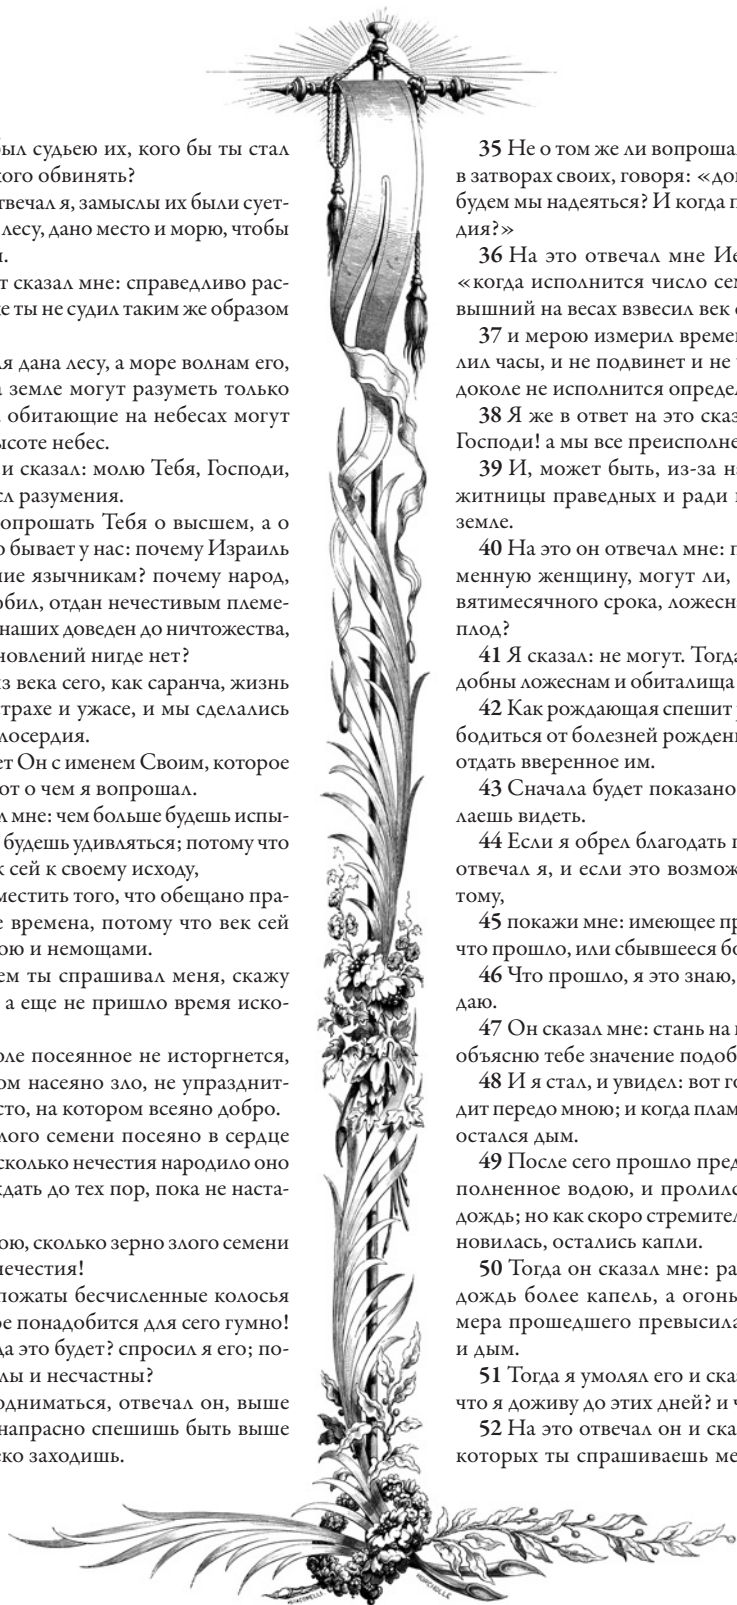 был судьею их, кого бы ты стал
кого обвинять?
твечал я, замыслы их были сует-
лесу, дано место и морю, чтобы
.
т сказал мне: справедливо рас-
е ты не судил таким же образом
я дана лесу, а море волнам его,
а земле могут разуметь только
обитающие на небесах могут
ысоте небес.
и сказал: молю Тебя, Господи,
сл разумения.
опрошать Тебя о высшем, а о
о бывает у нас: почему Израиль
ние язычникам? почему народ,
юбил, отдан нечестивым племе-
наших доведен до ничтожества,
новлений нигде нет?
из века сего, как саранча, жизнь
трахе и ужасе, и мы сделались
лосердия.
ет Он с именем Своим, которое
от о чем я вопрошал.
л мне: чем больше будешь испы-
будешь удивляться; потому что
к сей к своему исходу,
местить того, что обещано пра-
е времена, потому что век сей
ою и немощами.
ем ты спрашивал меня, скажу
а еще не пришло время иско-
оле посеянное не исторгнется,
ом насеяно зло, не упразднит-
сто, на котором всеяно добро.
лого семени посеяно в сердце
сколько нечестия народило оно
ждать до тех пор, пока не наста-
ою, сколько зерно злого семени
нечестия!
пожаты бесчисленные колосья
ое понадобится для сего гумно!
да это будет? спросил я его; по-
лы и несчастны?
одниматься, отвечал он, выше
напрасно спешишь быть выше
еко заходишь.
35 Не о том же ли вопроша
в затворах своих, говоря: «до
будем мы надеяться? И когда п
дия?»
36 На это отвечал мне Ие
«когда исполнится число сем
вышний на весах взвесил век 
37 и мерою измерил времен
лил часы, и не подвинет и не 
доколе не исполнится определ
38 Я же в ответ на это сказ
Господи! а мы все преисполне
39 И, может быть, из-за н
житницы праведных и ради 
земле.
40 На это он отвечал мне: п
менную женщину, могут ли,
вятимесячного срока, ложесн
плод?
41 Я сказал: не могут. Тогда
добны ложеснам и обиталища
42 Как рождающая спешит 
бодиться от болезней рожден
отдать вверенное им.
43 Сначала будет показано
лаешь видеть.
44 Если я обрел благодать п
отвечал я, и если это возмож
тому,
45 покажи мне: имеющее пр
что прошло, или сбывшееся бо
46 Что прошло, я это знаю,
даю.
47 Он сказал мне: стань на 
объясню тебе значение подоб
48 И я стал, и увидел: вот го
дит передо мною; и когда плам
остался дым.
49 После сего прошло пред
полненное водою, и пролилс
дождь; но как скоро стремител
новилась, остались капли.
50 Тогда он сказал мне: ра
дождь более капель, а огонь
мера прошедшего превысила
и дым.
51 Тогда я умолял его и сказ
что я доживу до этих дней? и ч
52 На это отвечал он и ска
которых ты спрашиваешь ме